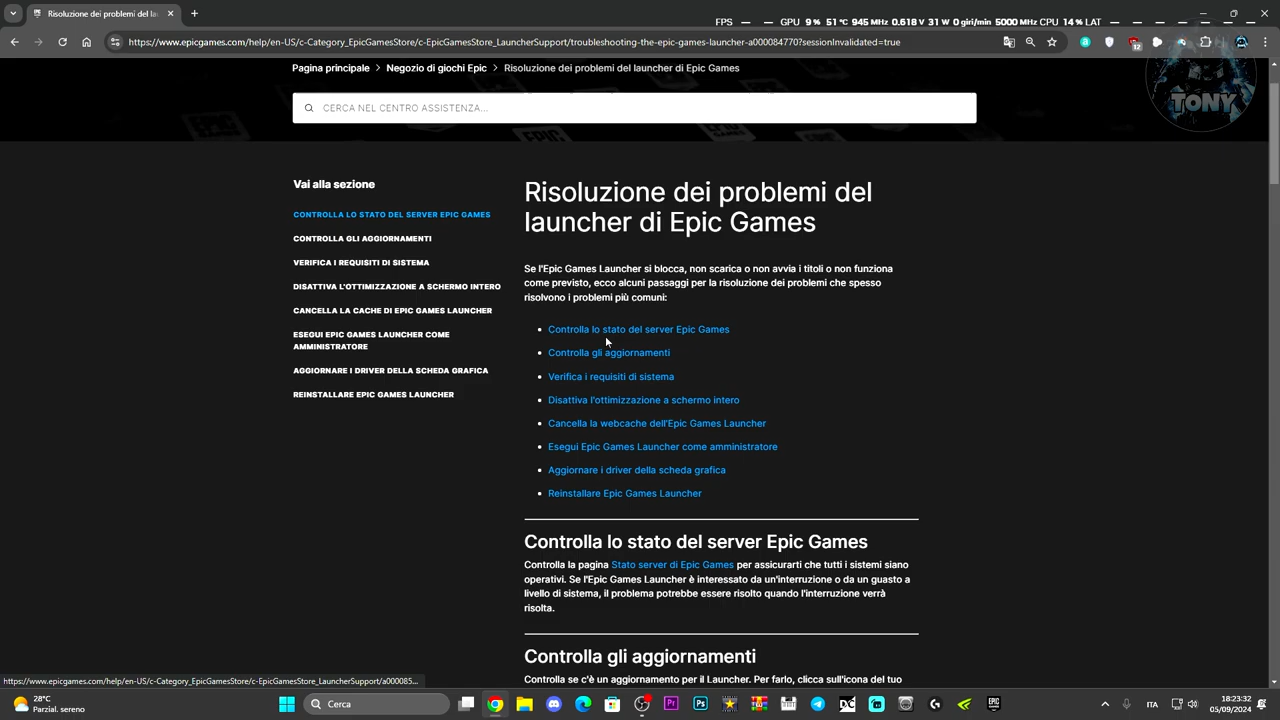 Risoluzione dei problemi del la
FPS — — GPU 9 % 51 °C 945 MHz 0.618 V 31 W 0 giri/min 5000 MHz CPU 14 % LAT — — — — —
https://www.epicgames.com/help/en-US/c-Category_EpicGamesStore/c-EpicGamesStore_LauncherSupport/troubleshooting-the-epic-games-launcher-a000084770?sessionInvalidated=true
12
Pagina principale > Negozio di giochi Epic > Risoluzione dei problemi del launcher di Epic Games
TONY
CERCA NEL CENTRO ASSISTENZA...
Vai alla sezione
CONTROLLA LO STATO DEL SERVER EPIC GAMES
CONTROLLA GLI AGGIORNAMENTI
VERIFICA I REQUISITI DI SISTEMA
DISATTIVA L'OTTIMIZZAZIONE A SCHERMO INTERO
CANCELLA LA CACHE DI EPIC GAMES LAUNCHER
ESEGUI EPIC GAMES LAUNCHER COME
AMMINISTRATORE
AGGIORNARE I DRIVER DELLA SCHEDA GRAFICA
REINSTALLARE EPIC GAMES LAUNCHER
Risoluzione dei problemi del
launcher di Epic Games
Se l'Epic Games Launcher si blocca, non scarica o non avvia i titoli o non funziona
come previsto, ecco alcuni passaggi per la risoluzione dei problemi che spesso
risolvono i problemi più comuni:
Controlla lo stato del server Epic Games
Controlla gli aggiornamenti
Verifica i requisiti di sistema
Disattiva l'ottimizzazione a schermo intero
Cancella la webcache dell'Epic Games Launcher
Esegui Epic Games Launcher come amministratore
Aggiornare i driver della scheda grafica
Reinstallare Epic Games Launcher
Controlla lo stato del server Epic Games
Controlla la pagina Stato server di Epic Games per assicurarti che tutti i sistemi siano
operativi. Se l'Epic Games Launcher è interessato da un'interruzione o da un guasto a
livello di sistema, il problema potrebbe essere risolto quando l'interruzione verrà
risolta.
Controlla gli aggiornamenti
Controlla se c'è un aggiornamento per il Launcher. Per farlo, clicca sull'icona del tuo
https://www.epicgames.com/help/en-US/c-Category_EpicGamesStore/c-EpicGamesStore_LauncherSupport/a000085...
28°C
Parzial. sereno
Cerca
Pr
Ps
DC
EPIC
ITA
18:23:32
05/09/2024